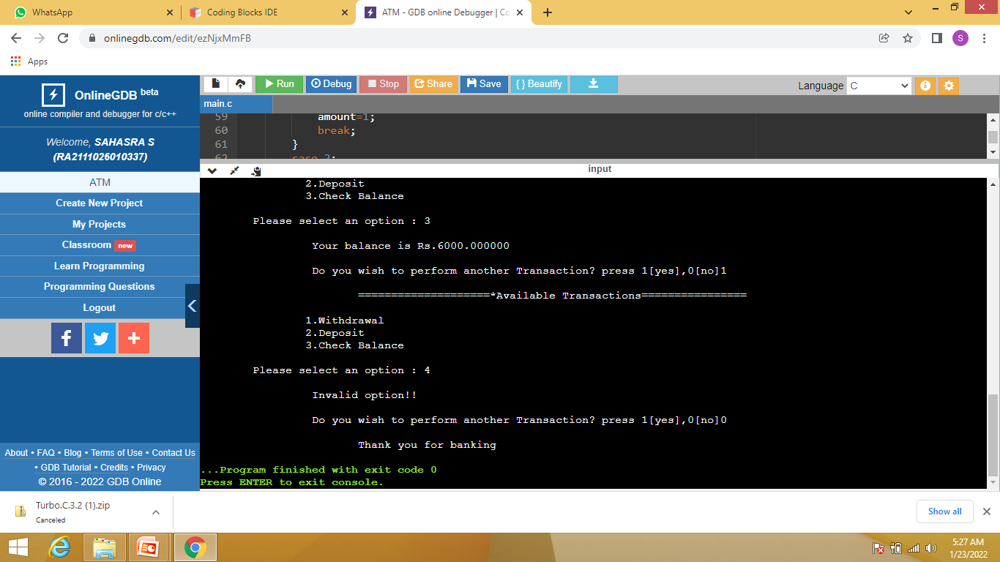 WhatsApp
Coding Blocks IDE
ATM - GDB online Debugger | Co
onlinegdb.com/edit/ezNjxMmFB
S
Apps
OnlineGDB beta
online compiler and debugger for c/c++
Welcome, SAHASRA S
(RA2111026010337)
ATM
Create New Project
My Projects
Classroom new
Learn Programming
Programming Questions
Logout
About • FAQ • Blog • Terms of Use • Contact Us
• GDB Tutorial • Credits • Privacy
© 2016 - 2022 GDB Online
Run Debug Stop Share Save { } Beautify
Language C
main.c
59 amount=1;
60 break;
61 }
62 case 2:
input
2.Deposit
3.Check Balance
Please select an option : 3
Your balance is Rs.6000.000000
Do you wish to perform another Transaction? press 1[yes],0[no]1
====================*Available Transactions================
1.Withdrawal
2.Deposit
3.Check Balance
Please select an option : 4
Invalid option!!
Do you wish to perform another Transaction? press 1[yes],0[no]0
Thank you for banking
...Program finished with exit code 0
Press ENTER to exit console.
Turbo.C.3.2 (1).zip
Canceled
Show all
5:27 AM
1/23/2022